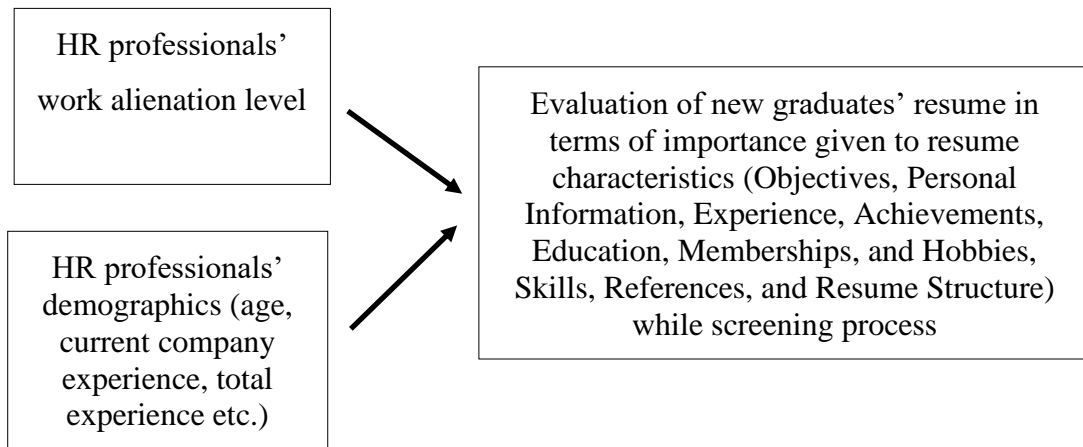 HR professionals’
work alienation level
HR professionals’
demographics (age,
current company
experience, total
experience etc.)
Evaluation of new graduates’ resume in
terms of importance given to resume
characteristics (Objectives, Personal
Information, Experience, Achievements,
Education, Memberships, and Hobbies,
Skills, References, and Resume Structure)
while screening process